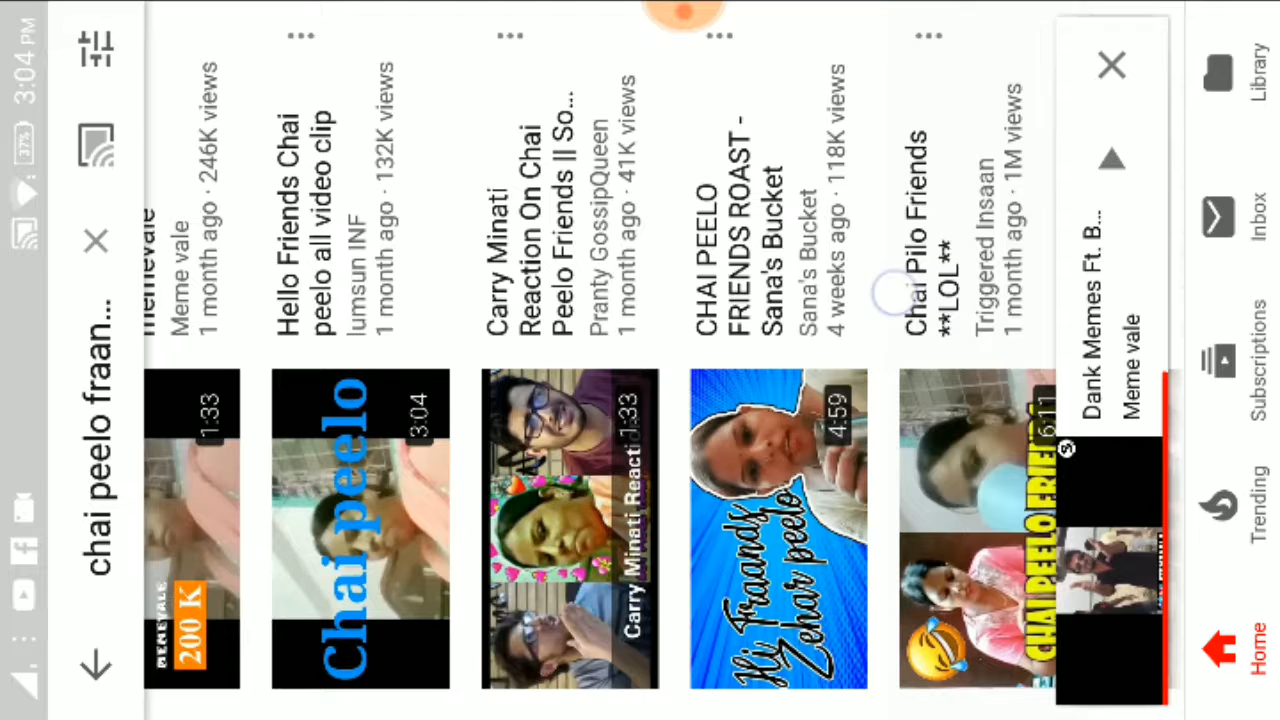 37% 3:04 PM
chai peelo fraan...
memevale
Meme vale
1 month ago · 246K views
MEMEVALE
200 K
1:33
Hello Friends Chai
peelo all video clip
lumsun INF
1 month ago · 132K views
Chai peelo
3:04
Carry Minati
Reaction On Chai
Peelo Friends || So...
Pranty GossipQueen
1 month ago · 41K views
Carry Minati Reacti
1:33
CHAI PEELO
FRIENDS ROAST -
Sana's Bucket
Sana's Bucket
4 weeks ago · 118K views
Hi Fraands
Zehar peelo
4:59
Chai Pilo Friends
**LOL**
Triggered Insaan
1 month ago · 1M views
CHAI PEELO FRIEN
6:11
Dank Memes Ft. B...
Meme vale
Home
Trending
Subscriptions
Inbox
Library